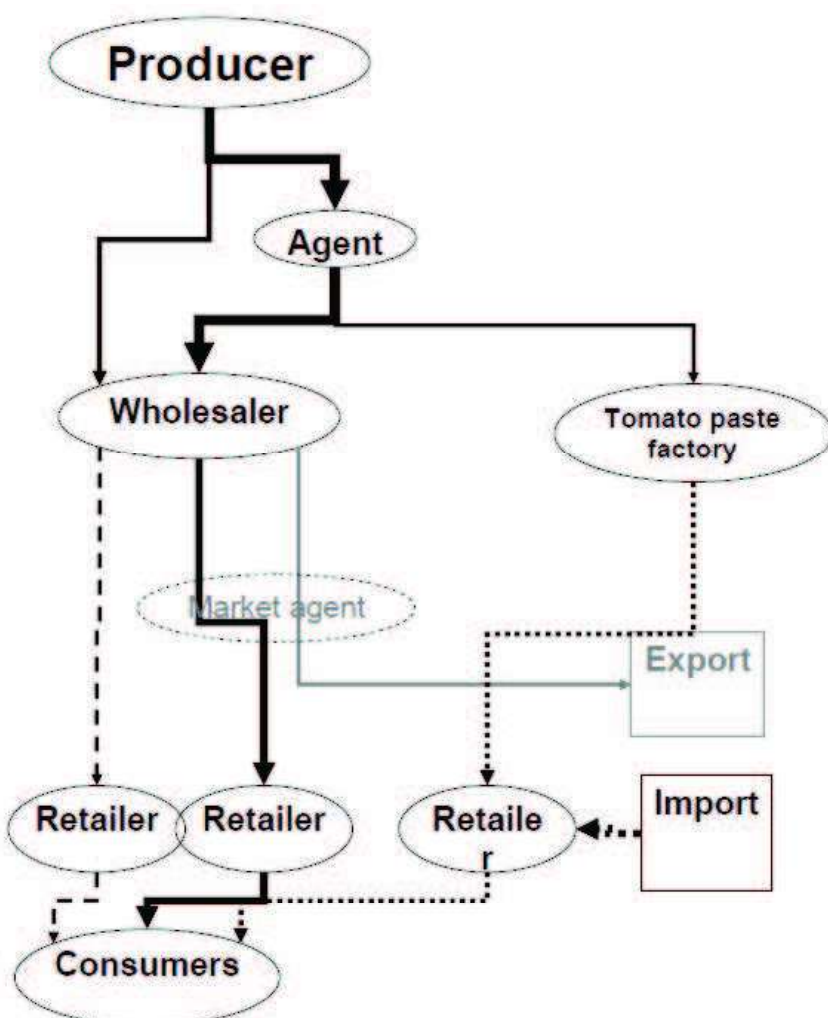 Producer
Agent
Wholesaler
Tomato paste
factory
Market agent
Export
Retailer
Retailer
Retaile
r
Import
Consumers